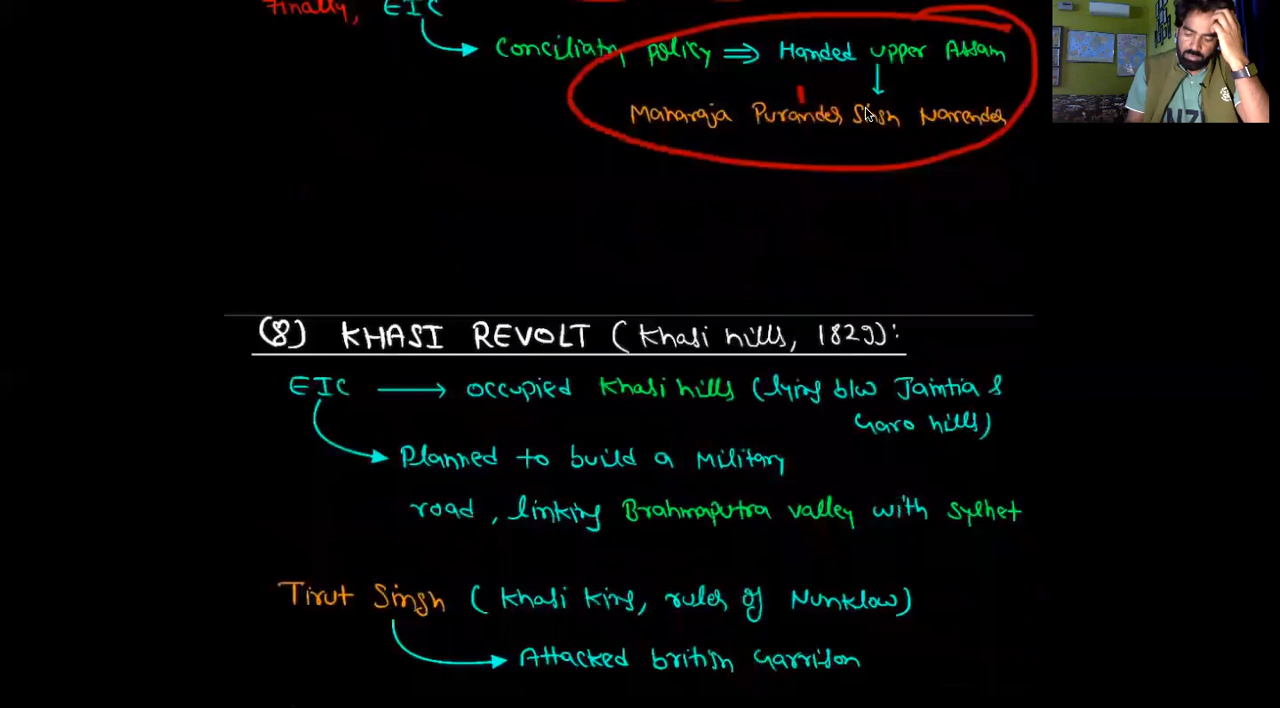 Finally, EIC
Conciliatry policy ⇒ Handed upper Assam
Maharaja Purander Singh Narender
(8) KHASI REVOLT (Khasi hills, 1829):
EIC → occupied Khasi hills (lying b/w Jaintia &
Garo hills)
Planned to build a Military
road, linking Brahmaputra valley with Sylhet
Tirut Singh (Khasi King, ruler of Nunklow)
Attacked british Garrison